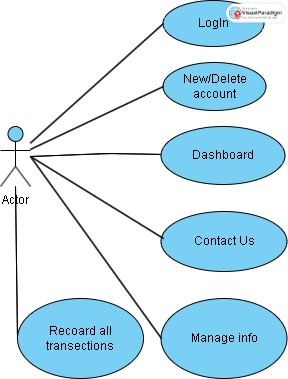 LogIn
Visual Paradigm
New/Delete
account
Dashboard
Actor
Contact Us
Recoard all
transections
Manage info